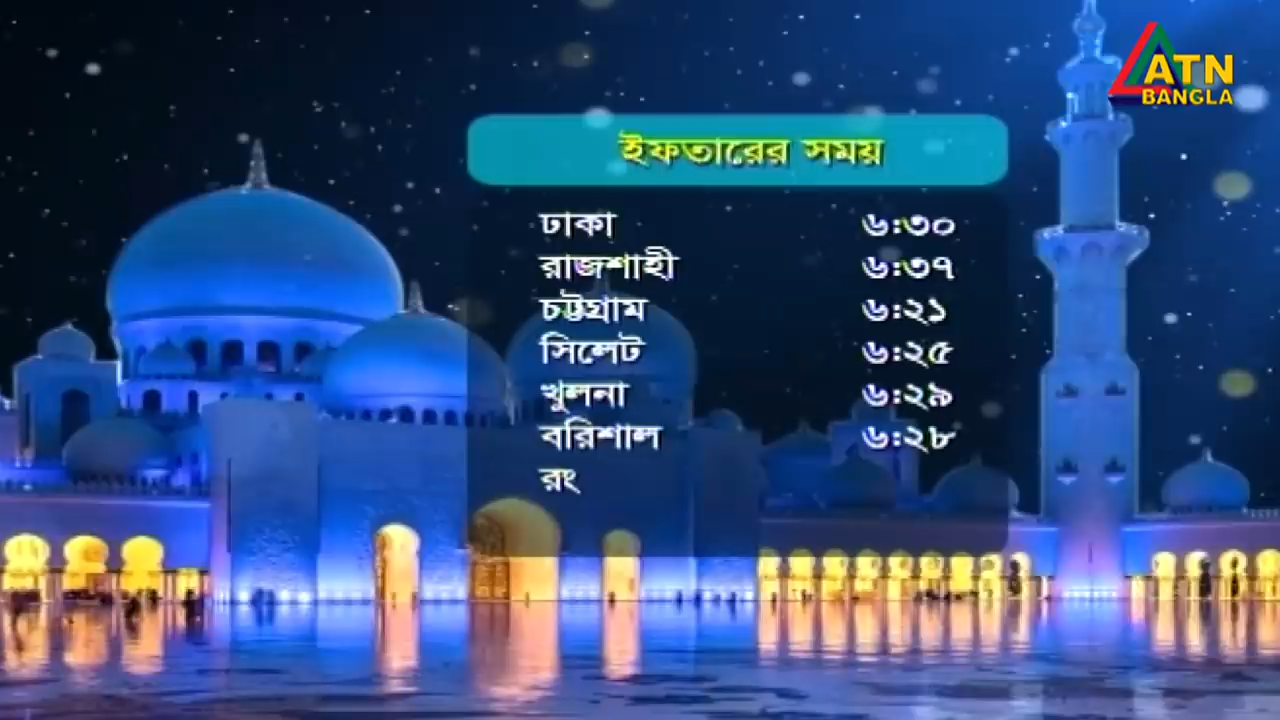 ATN
BANGLA
ইফতারের সময়
ঢাকা ৬:৩০
রাজশাহী ৬:৩৭
চট্টগ্রাম ৬:২১
সিলেট ৬:২৫
খুলনা ৬:২৯
বরিশাল ৬:২৮
রং